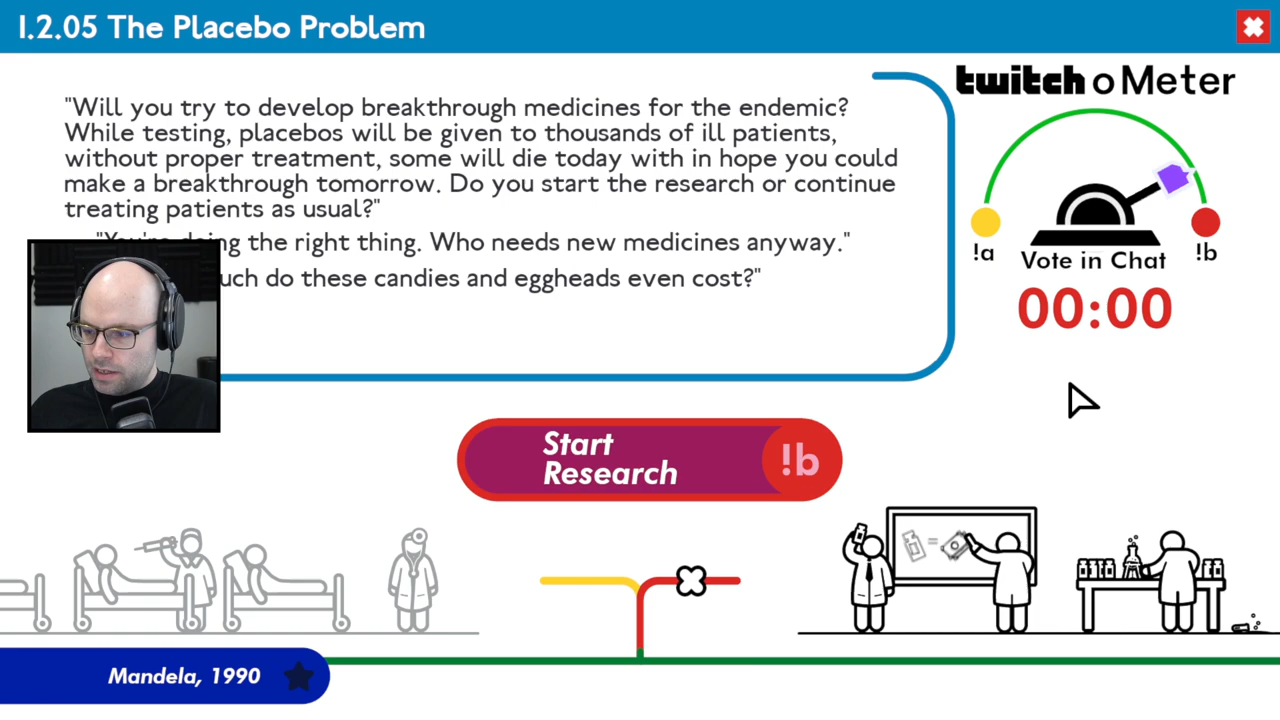 1.2.05 The Placebo Problem
"Will you try to develop breakthrough medicines for the endemic?
While testing, placebos will be given to thousands of ill patients,
without proper treatment, some will die today with in hope you could
make a breakthrough tomorrow. Do you start the research or continue
treating patients as usual?"
the right thing. Who needs new medicines anyway."
do these candies and eggheads even cost?"
twitch o Meter
!a
!b
Vote in Chat
00:00
Start
Research
!b
=
Mandela, 1990